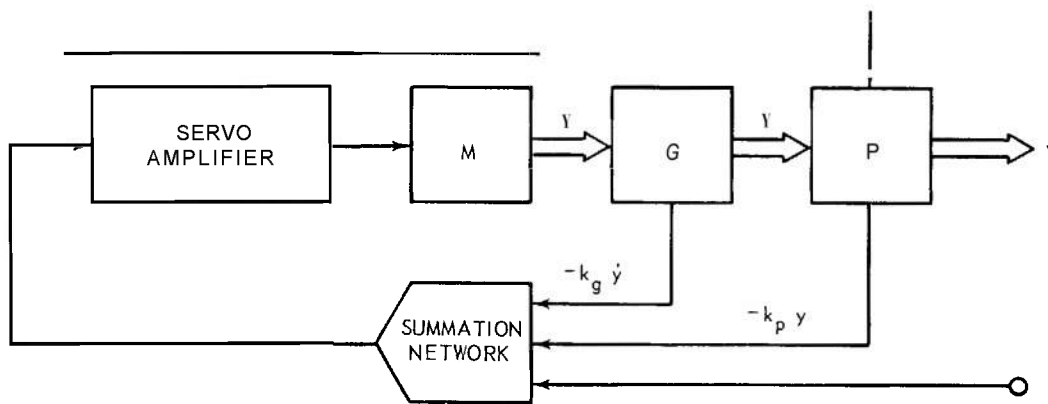 SERVO
AMPLIFIER
M
Y
G
Y
P
-k_g ẏ
-k_p y
SUMMATION
NETWORK